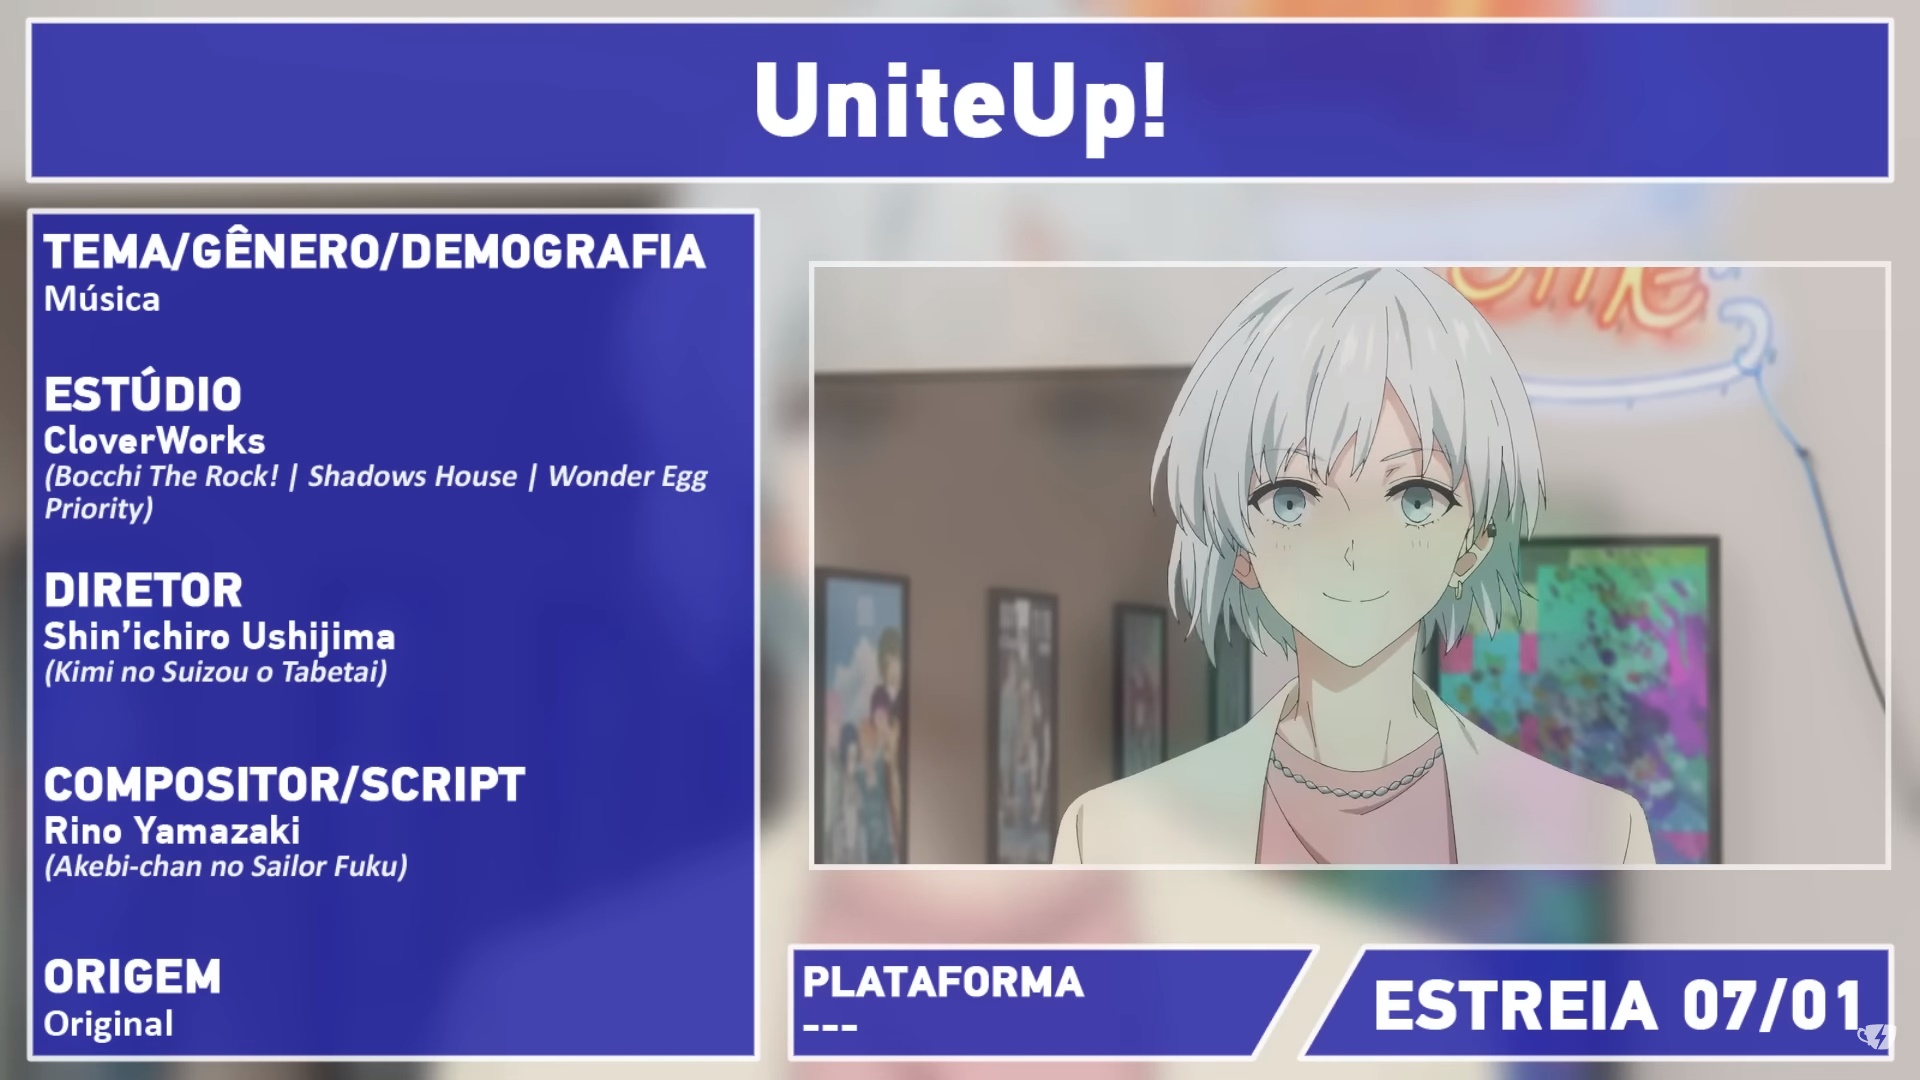 UniteUp!
TEMA/GÊNERO/DEMOGRAFIA
Música
ESTÚDIO
CloverWorks
(Bocchi The Rock! | Shadows House | Wonder Egg
Priority)
DIRETOR
Shin’ichiro Ushijima
(Kimi no Suizou o Tabetai)
COMPOSITOR/SCRIPT
Rino Yamazaki
(Akebi-chan no Sailor Fuku)
ORIGEM
Original
PLATAFORMA
---
ESTREIA 07/01